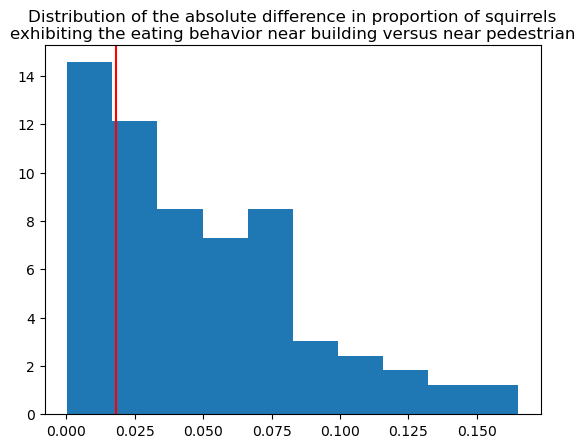 Distribution of the absolute difference in proportion of squirrels
exhibiting the eating behavior near building versus near pedestrian
14
12
10
8
6
4
2
0
0.000 0.025 0.050 0.075 0.100 0.125 0.150